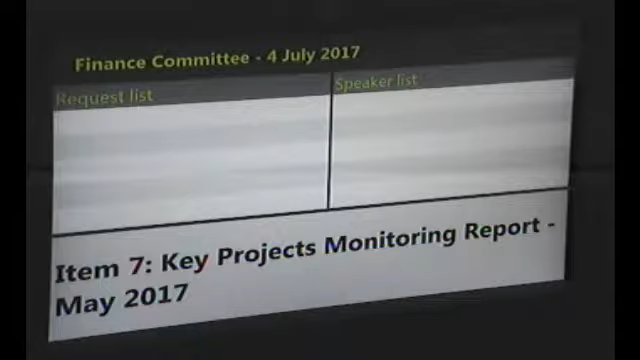 Finance Committee - 4 July 2017
Request list
Speaker list
Item 7: Key Projects Monitoring Report -
May 2017